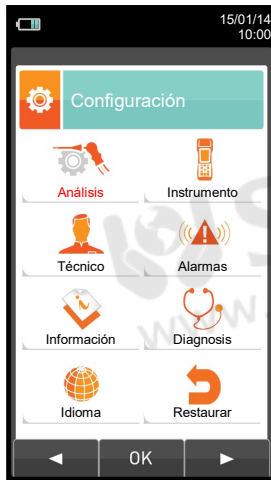 15/01/14
10:00
Configuración
Análisis
Instrumento
Técnico
Alarmas
Información
Diagnosis
Idioma
Restaurar
OK